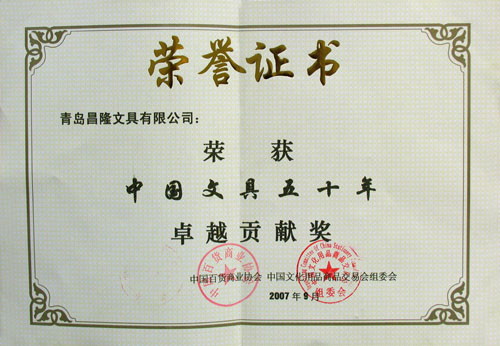 荣誉证书
青岛昌隆文具有限公司：
荣 获
中国文具五十年
卓越贡献奖
中国百货商业协会 中国文化用品商品交易会组委会
2007年9月